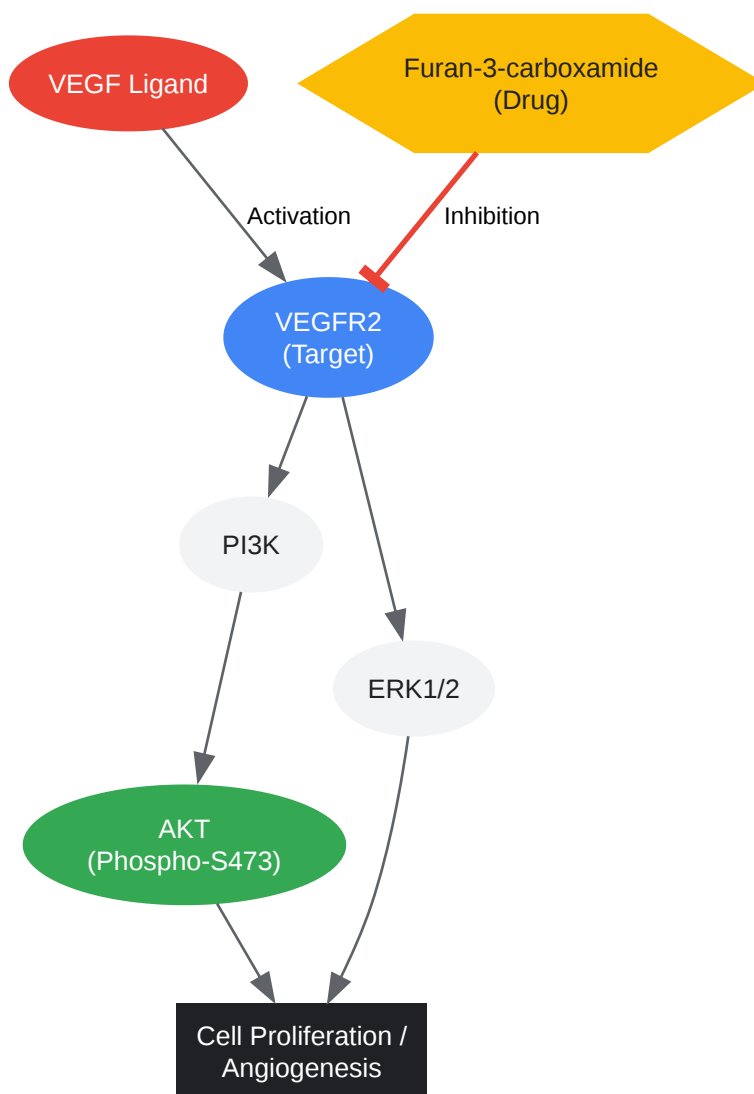 VEGF Ligand
Furan-3-carboxamide
(Drug)
Activation
Inhibition
VEGFR2
(Target)
PI3K
ERK1/2
AKT
(Phospho-S473)
Cell Proliferation /
Angiogenesis